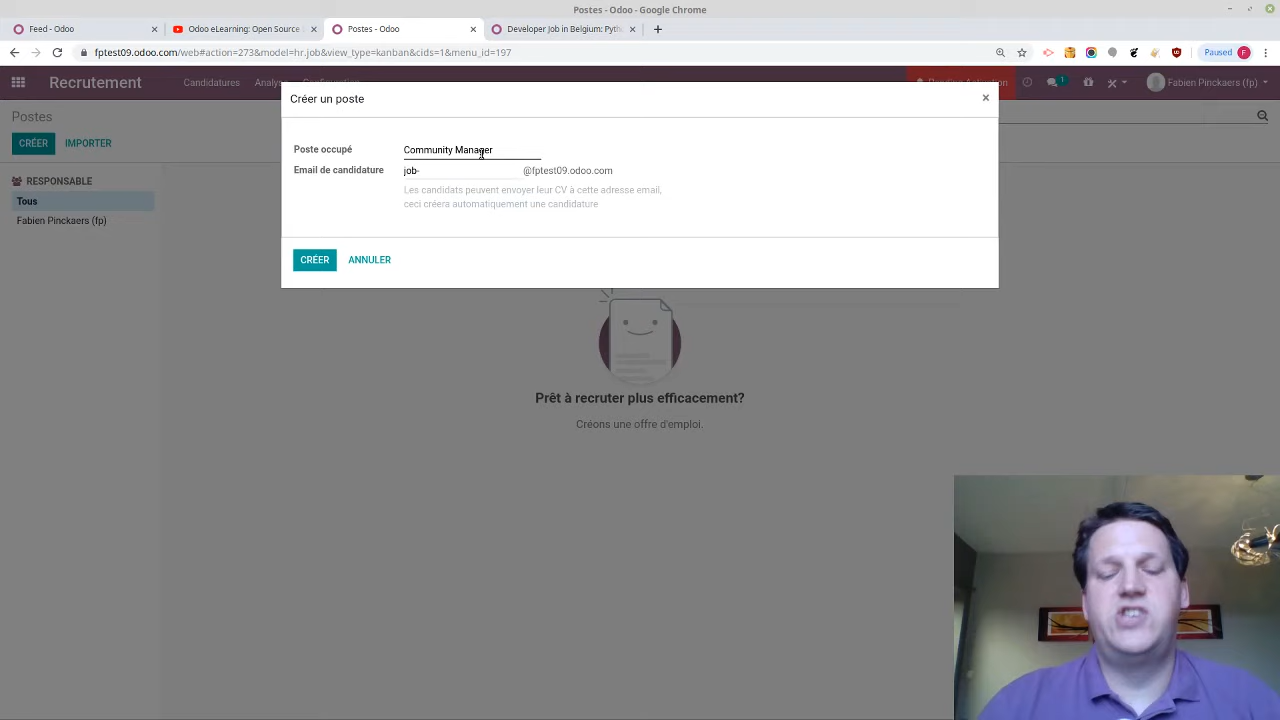 Postes - Odoo - Google Chrome
Feed - Odoo
Odoo eLearning: Open Source
Postes - Odoo
Developer Job in Belgium: Pyth
fptest09.odoo.com/web#action=273&model=hr.job&view_type=kanban&cids=1&menu_id=197
Paused
F
Recrutement
Candidatures
1
Fabien Pinckaers (fp)
Postes
CRÉER
IMPORTER
RESPONSABLE
Tous
Fabien Pinckaers (fp)
Créer un poste
×
Poste occupé
Community Manager
Email de candidature
job-
@fptest09.odoo.com
Les candidats peuvent envoyer leur CV à cette adresse email,
ceci créera automatiquement une candidature
CRÉER
ANNULER
Prêt à recruter plus efficacement?
Créons une offre d'emploi.